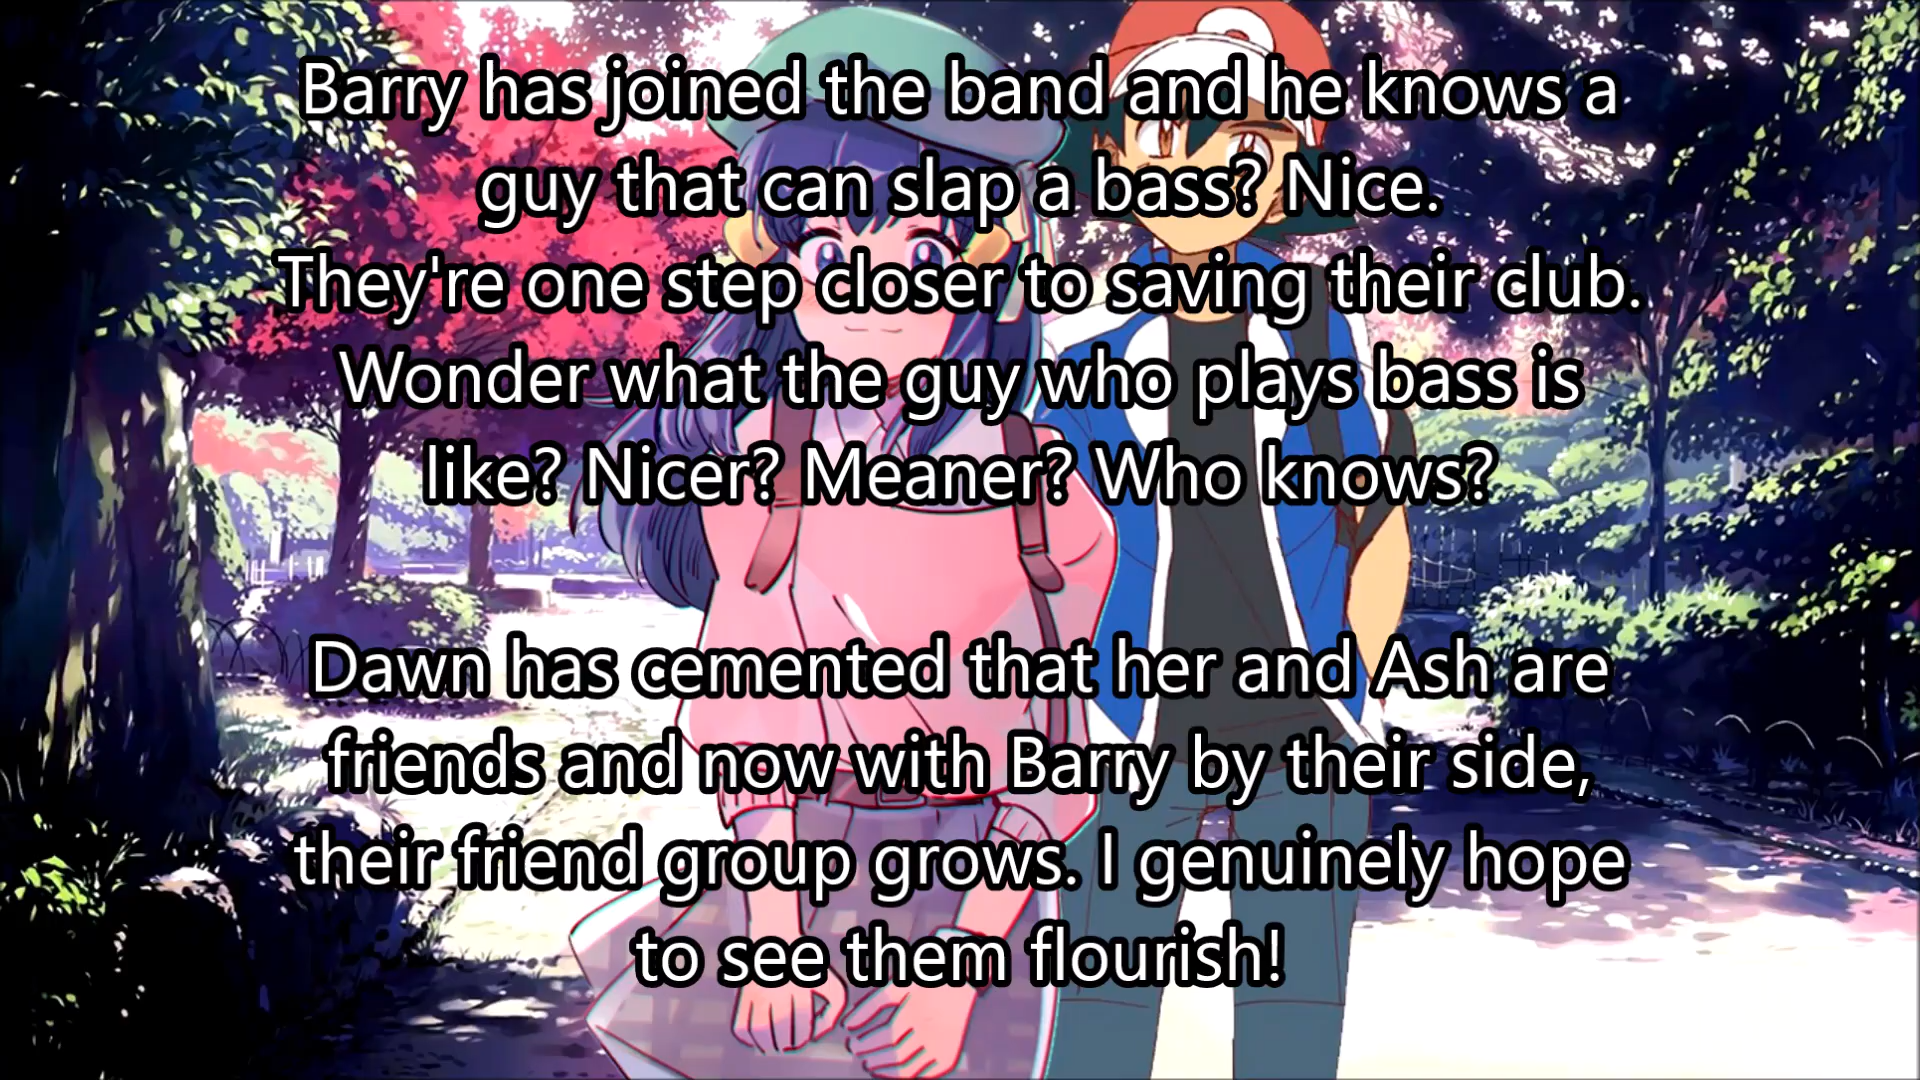 Barry has joined the band and he knows a
guy that can slap a bass? Nice.
They're one step closer to saving their club.
Wonder what the guy who plays bass is
like? Nicer? Meaner? Who knows?
Dawn has cemented that her and Ash are
friends and now with Barry by their side,
their friend group grows. I genuinely hope
to see them flourish!